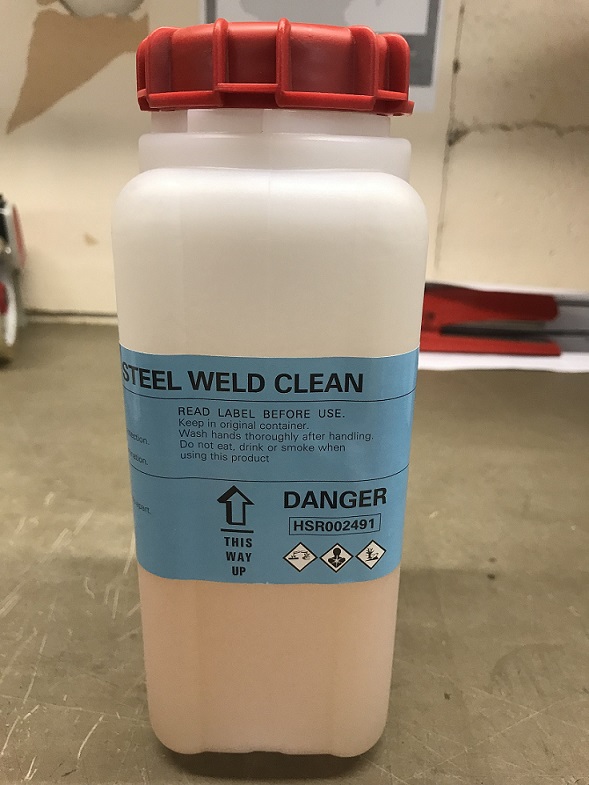 STEEL WELD CLEAN
READ LABEL BEFORE USE.
Keep in original container.
Wash hands thoroughly after handling.
Do not eat, drink or smoke when
using this product
DANGER
HSR002491
THIS
WAY
UP